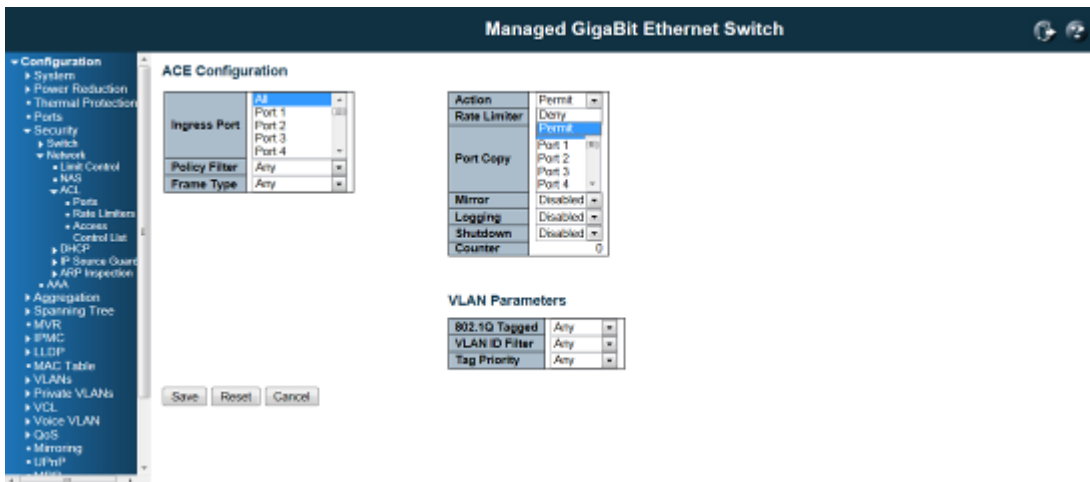 Managed GigaBit Ethernet Switch
Configuration
System
Power Reduction
Thermal Protection
Ports
Security
Switch
Network
Limit Control
NAS
ACL
Ports
Rate Limiters
Access
Control List
DHCP
IP Source Guard
ARP Inspection
AAA
Aggregation
Spanning Tree
MVR
IPMC
LLDP
MAC Table
VLANs
Private VLANs
VCL
Voice VLAN
QoS
Mirroring
UPnP
ACE Configuration
Ingress Port
All
Port 1
Port 2
Port 3
Port 4
Policy Filter Any
Frame Type Any
Action Permit
Rate Limiter Deny
Permit
Port Copy
Port 1
Port 2
Port 3
Port 4
Mirror Disabled
Logging Disabled
Shutdown Disabled
Counter 0
VLAN Parameters
802.1Q Tagged Any
VLAN ID Filter Any
Tag Priority Any
Save Reset Cancel